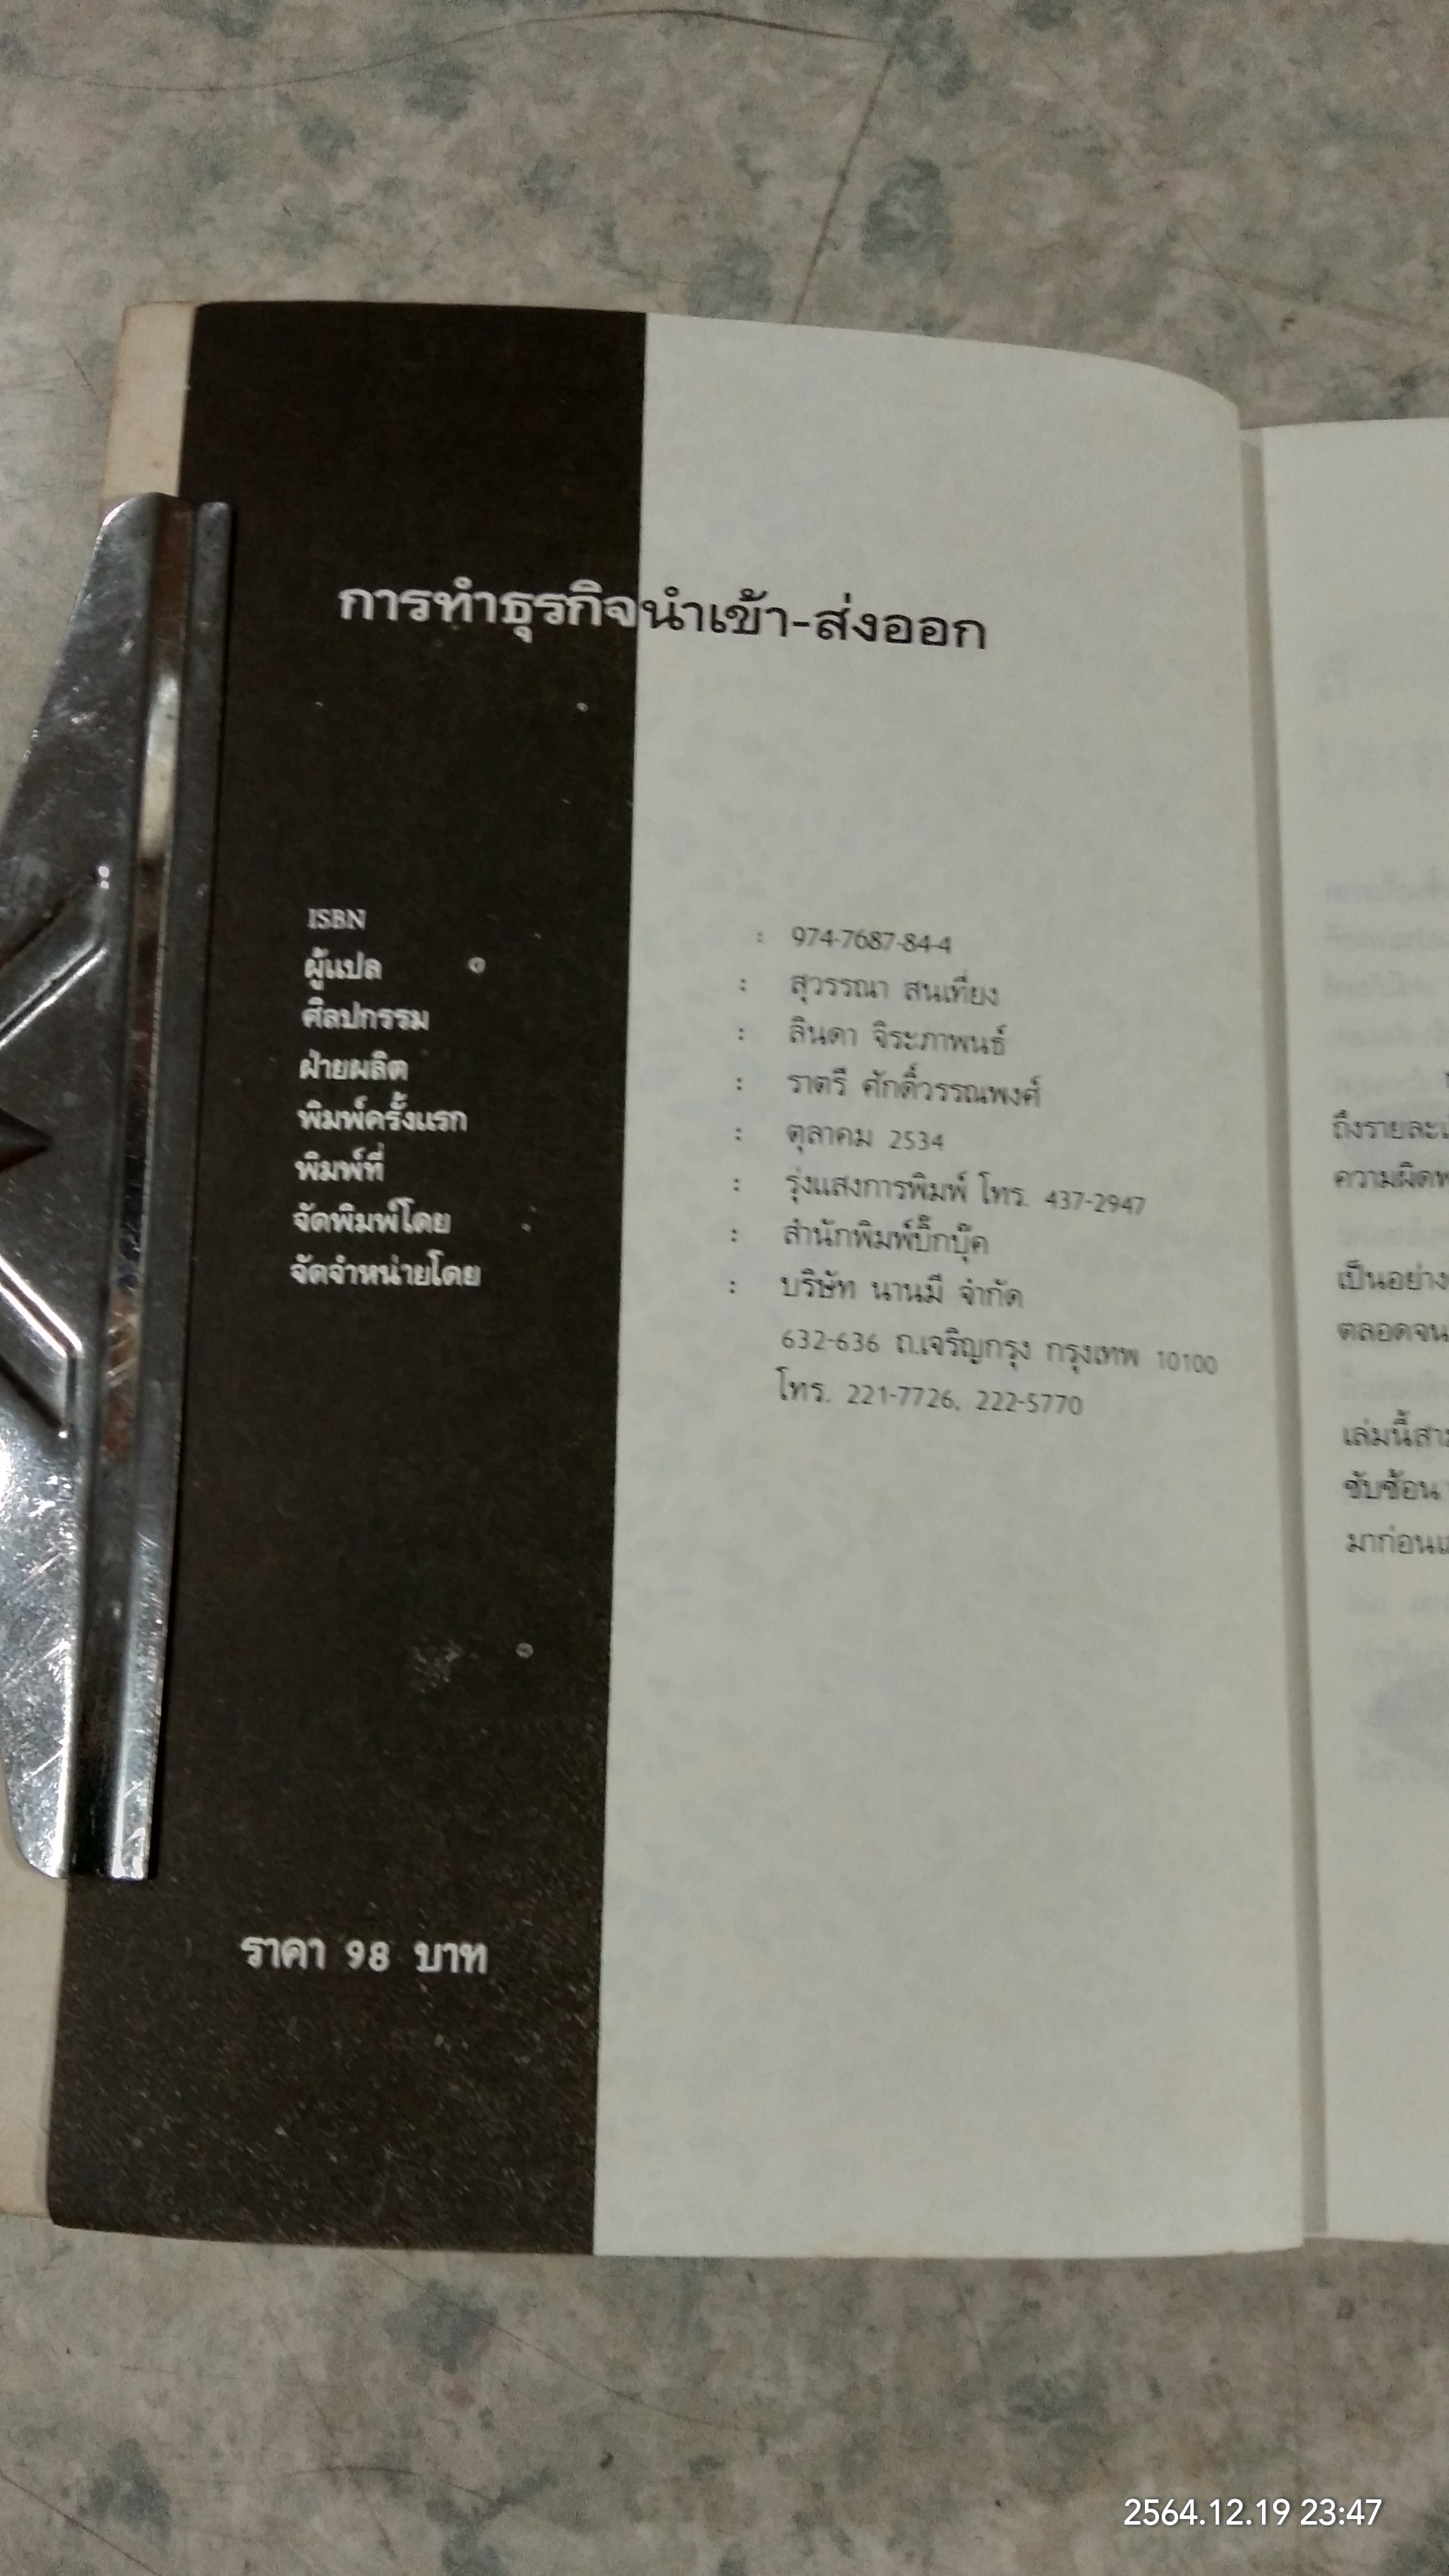 การทำธุรกิจนำเข้า-ส่งออก
ISBN : 974-7687-84-4
ผู้แปล : สุวรรณา สนเที่ยง
ศิลปกรรม : ลินดา จิระภาพนธ์
ฝ่ายผลิต : ราตรี ศักดิ์วรรณพงศ์
พิมพ์ครั้งแรก : ตุลาคม 2534
พิมพ์ที่ : รุ่งแสงการพิมพ์ โทร. 437-2947
จัดพิมพ์โดย : สำนักพิมพ์บิ๊กบุ๊ค
จัดจำหน่ายโดย : บริษัท นานมี จำกัด
632-636 ถ.เจริญกรุง กรุงเทพ 10100
โทร. 221-7726, 222-5770
ราคา 98 บาท
ถึงรายละเ
ความผิดพ
เป็นอย่าง
ตลอดจน
เล่มนี้สา
ซับซ้อน
มาก่อนแ
2564.12.19 23:47